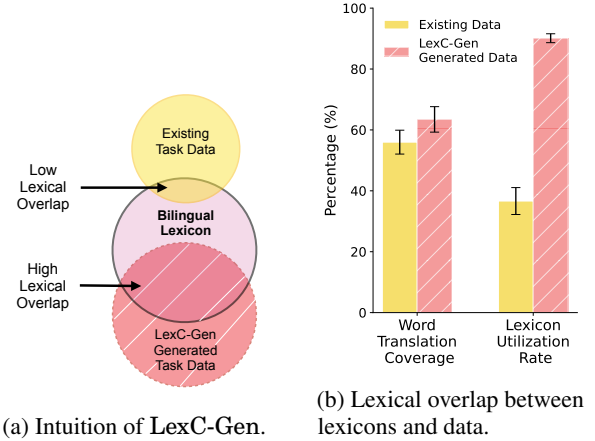 Existing
Task Data
Low
Lexical
Overlap
Bilingual
Lexicon
High
Lexical
Overlap
LexC-Gen
Generated
Task Data
(a) Intuition of LexC-Gen.
Percentage (%)
100
80
60
40
20
0
Existing Data
LexC-Gen
Generated Data
Word
Translation
Coverage
Lexicon
Utilization
Rate
(b) Lexical overlap between
lexicons and data.